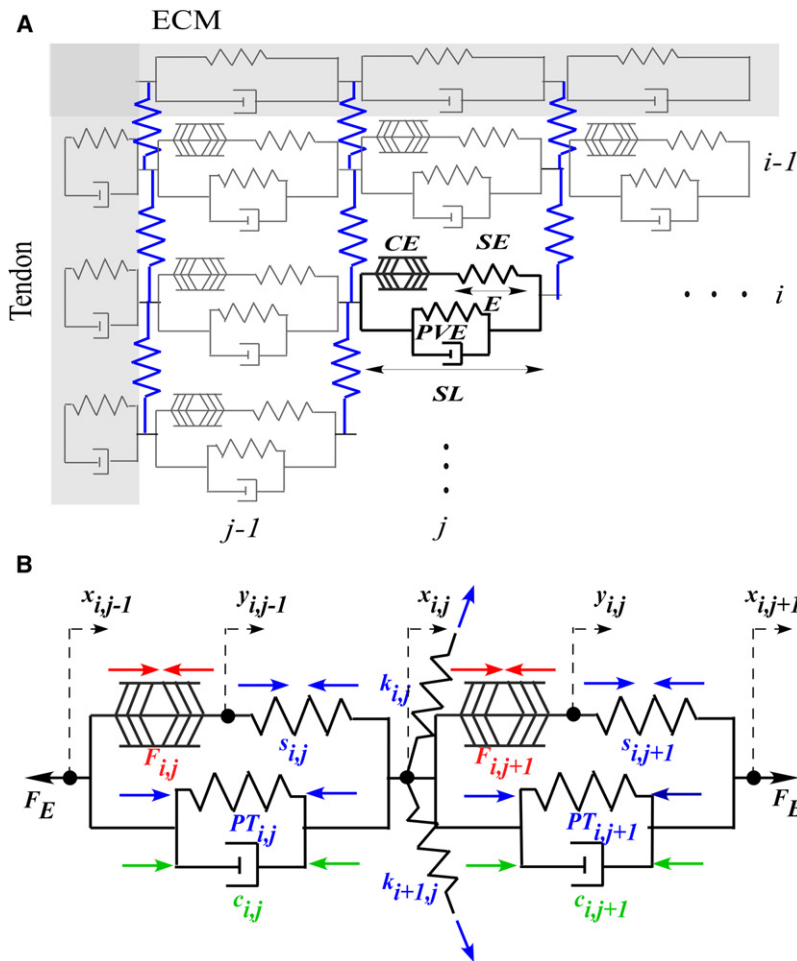 A
ECM
i-1
CE SE
E
PVE
SL
. . . i
Tendon
j-1
j
B
x_{i,j-1} y_{i,j-1} x_{i,j} y_{i,j} x_{i,j+1}
k_{i,j}
F_{i,j} s_{i,j} F_{i,j+1} s_{i,j+1}
F_E F_E
PT_{i,j} PT_{i,j+1}
k_{i+1,j}
c_{i,j} c_{i,j+1}